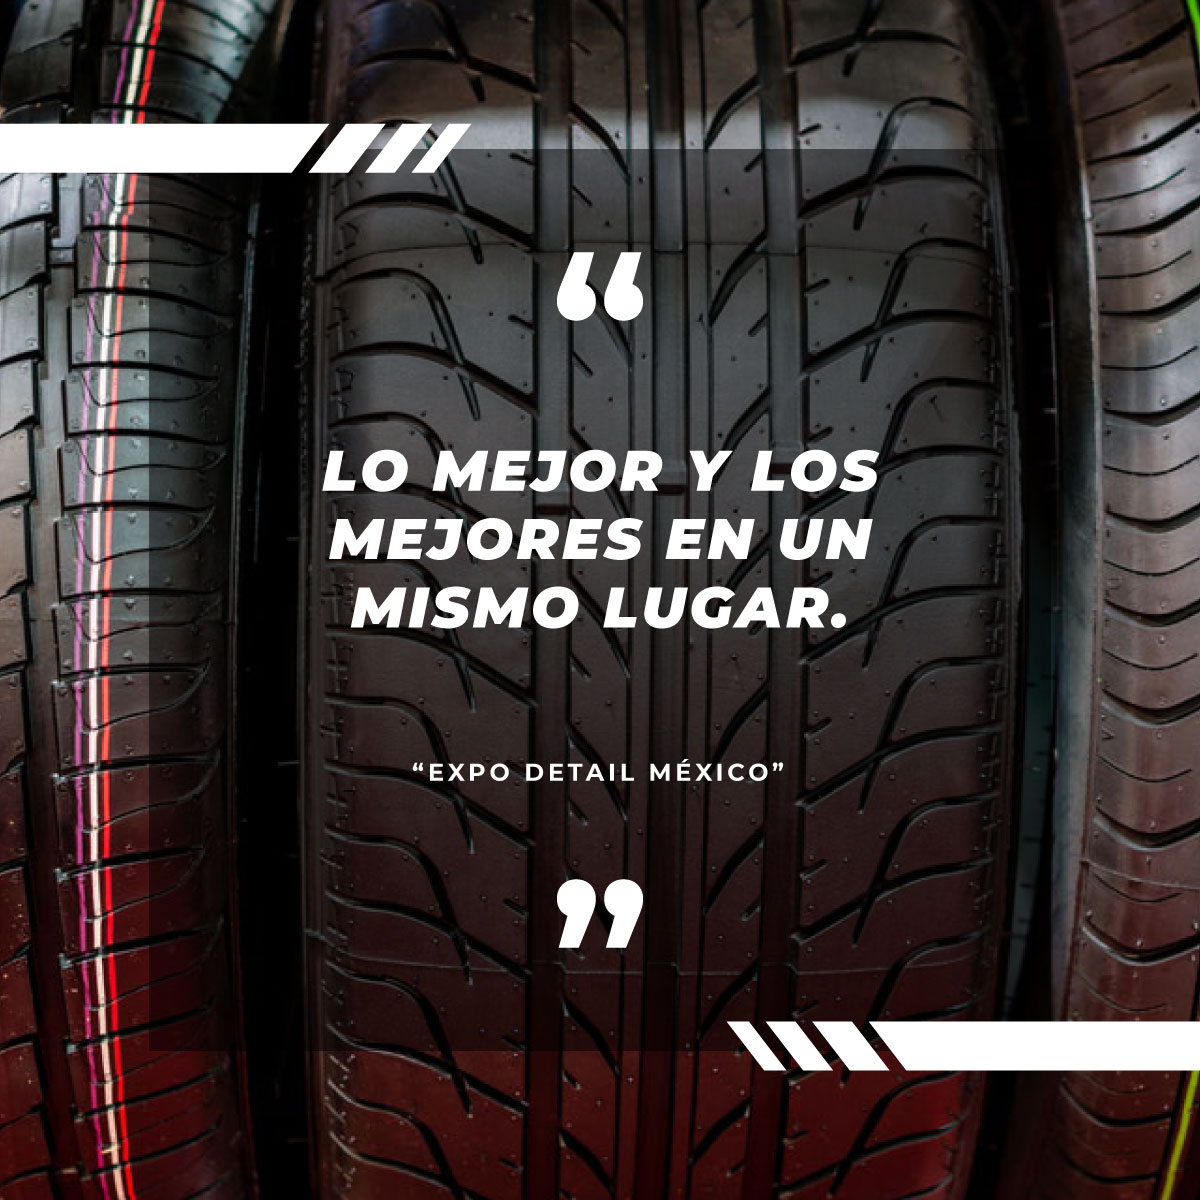 “
LO MEJOR Y LOS
MEJORES EN UN
MISMO LUGAR.
“EXPO DETAIL MÉXICO”
”